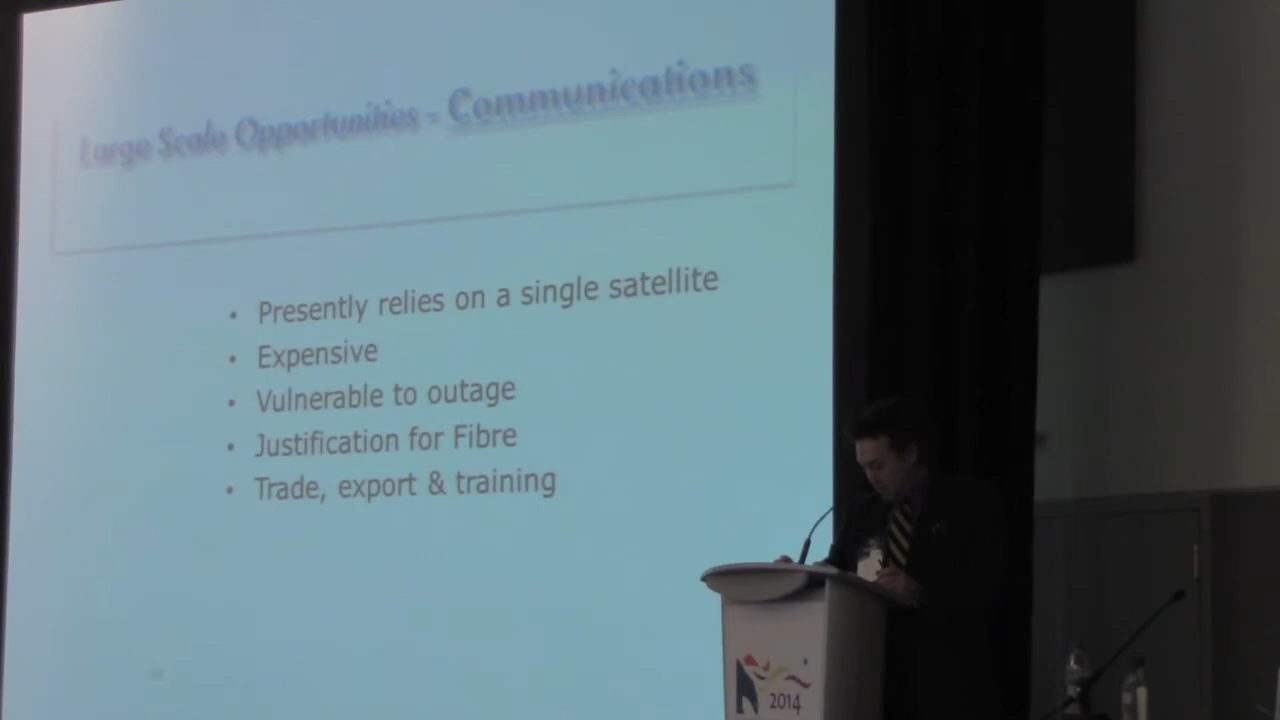 Large Scale Opportunities - Communications
• Presently relies on a single satellite
• Expensive
• Vulnerable to outage
• Justification for Fibre
• Trade, export & training
2014